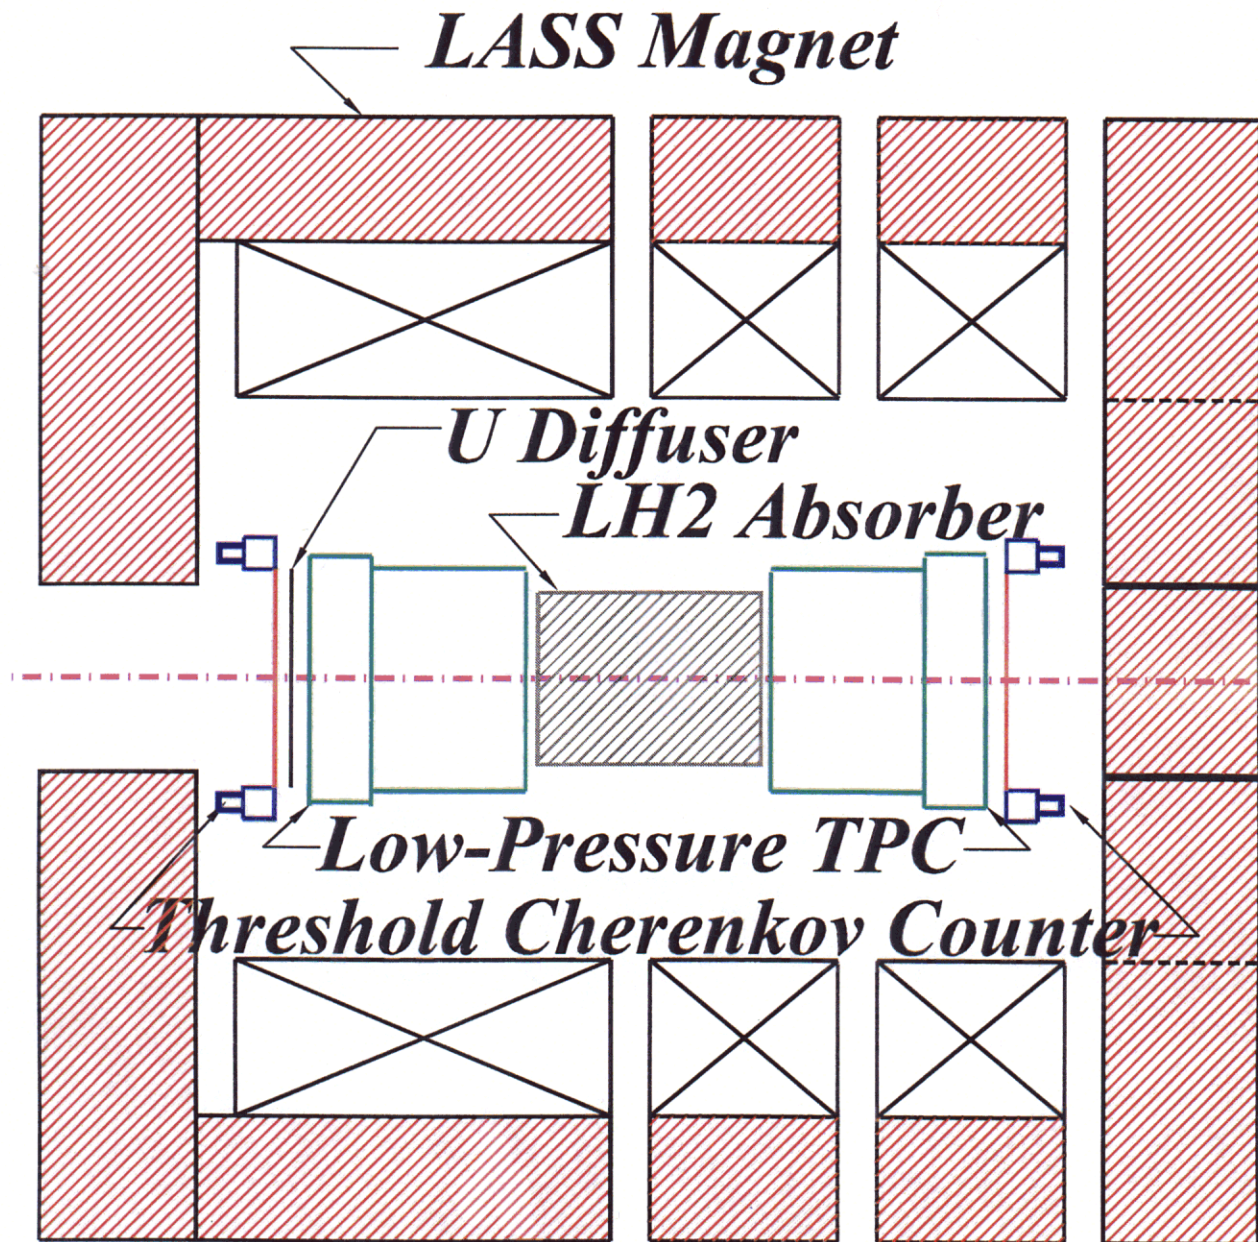 LASS Magnet
U Diffuser
LH2 Absorber
Low-Pressure TPC
Threshold Cherenkov Counter